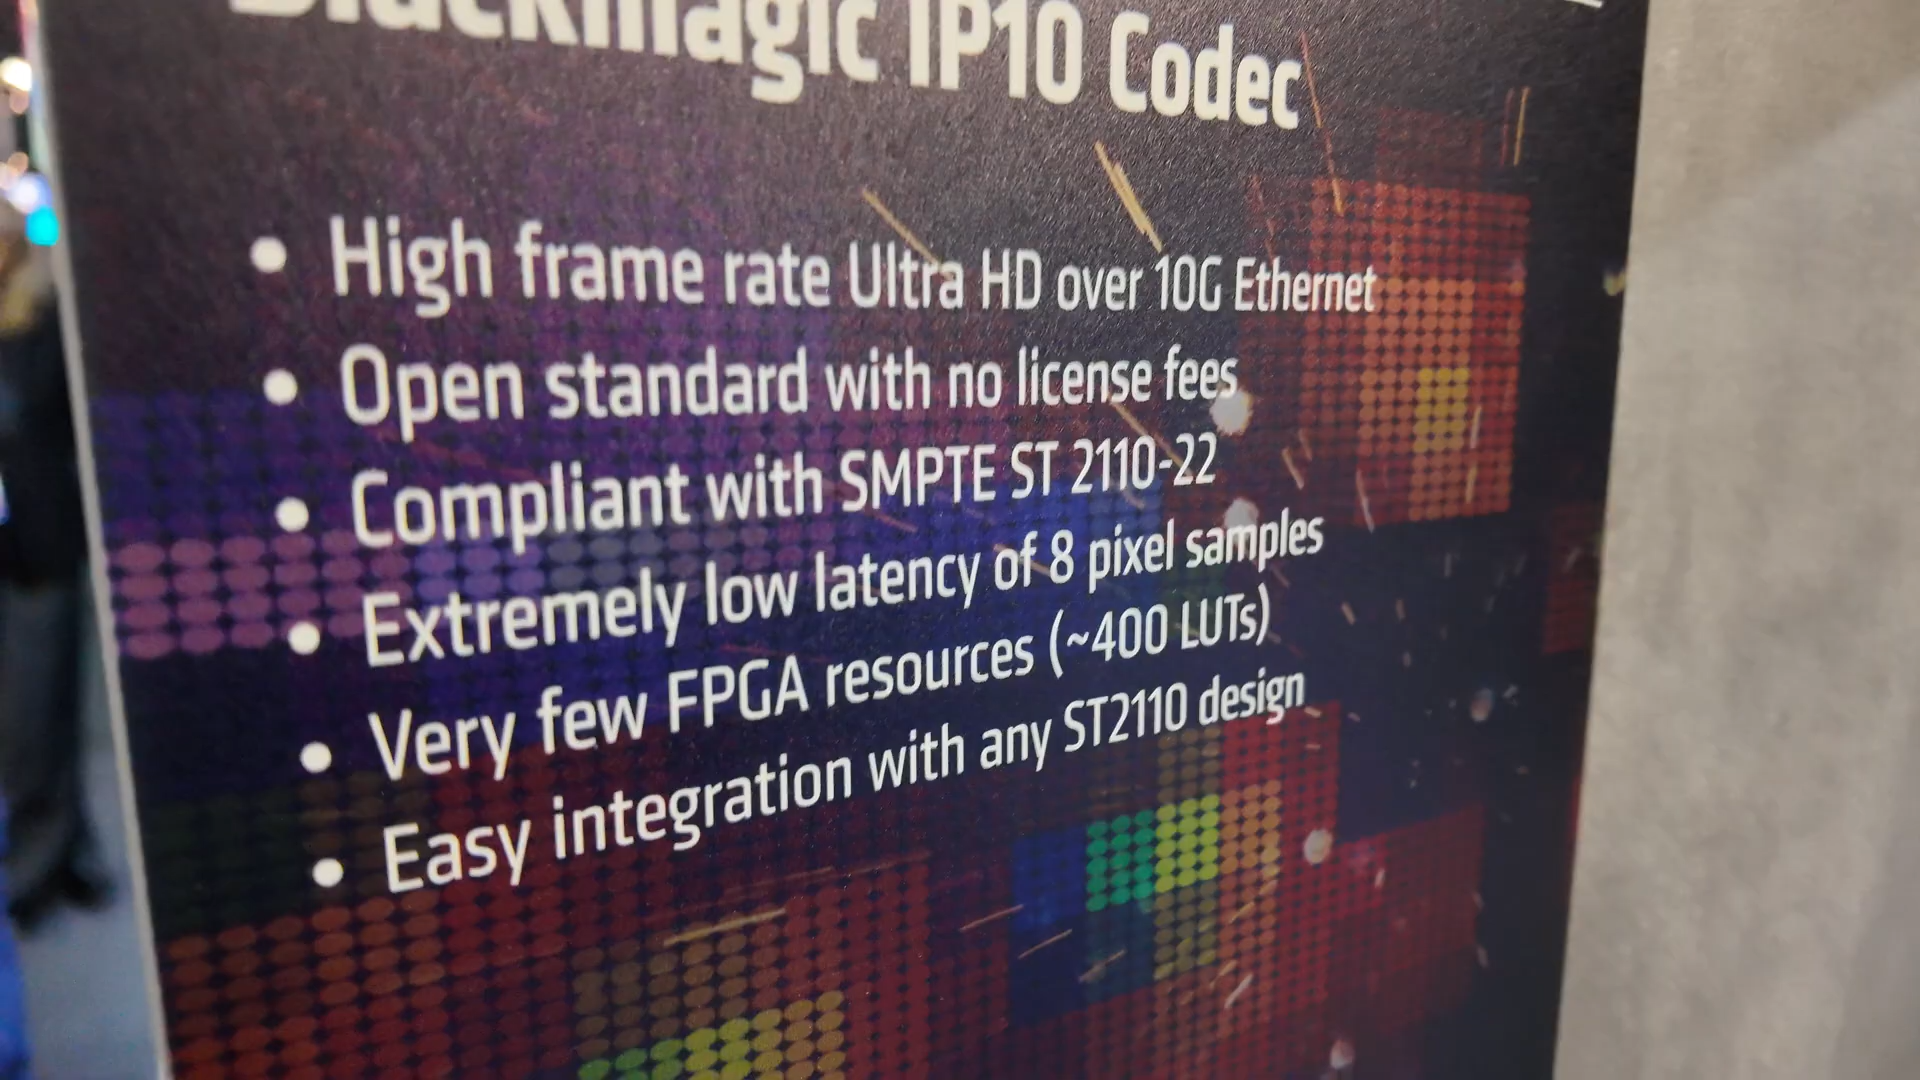 Blackmagic IP10 Codec
• High frame rate Ultra HD over 10G Ethernet
• Open standard with no license fees
• Compliant with SMPTE ST 2110-22
• Extremely low latency of 8 pixel samples
• Very few FPGA resources (~400 LUTs)
• Easy integration with any ST2110 design